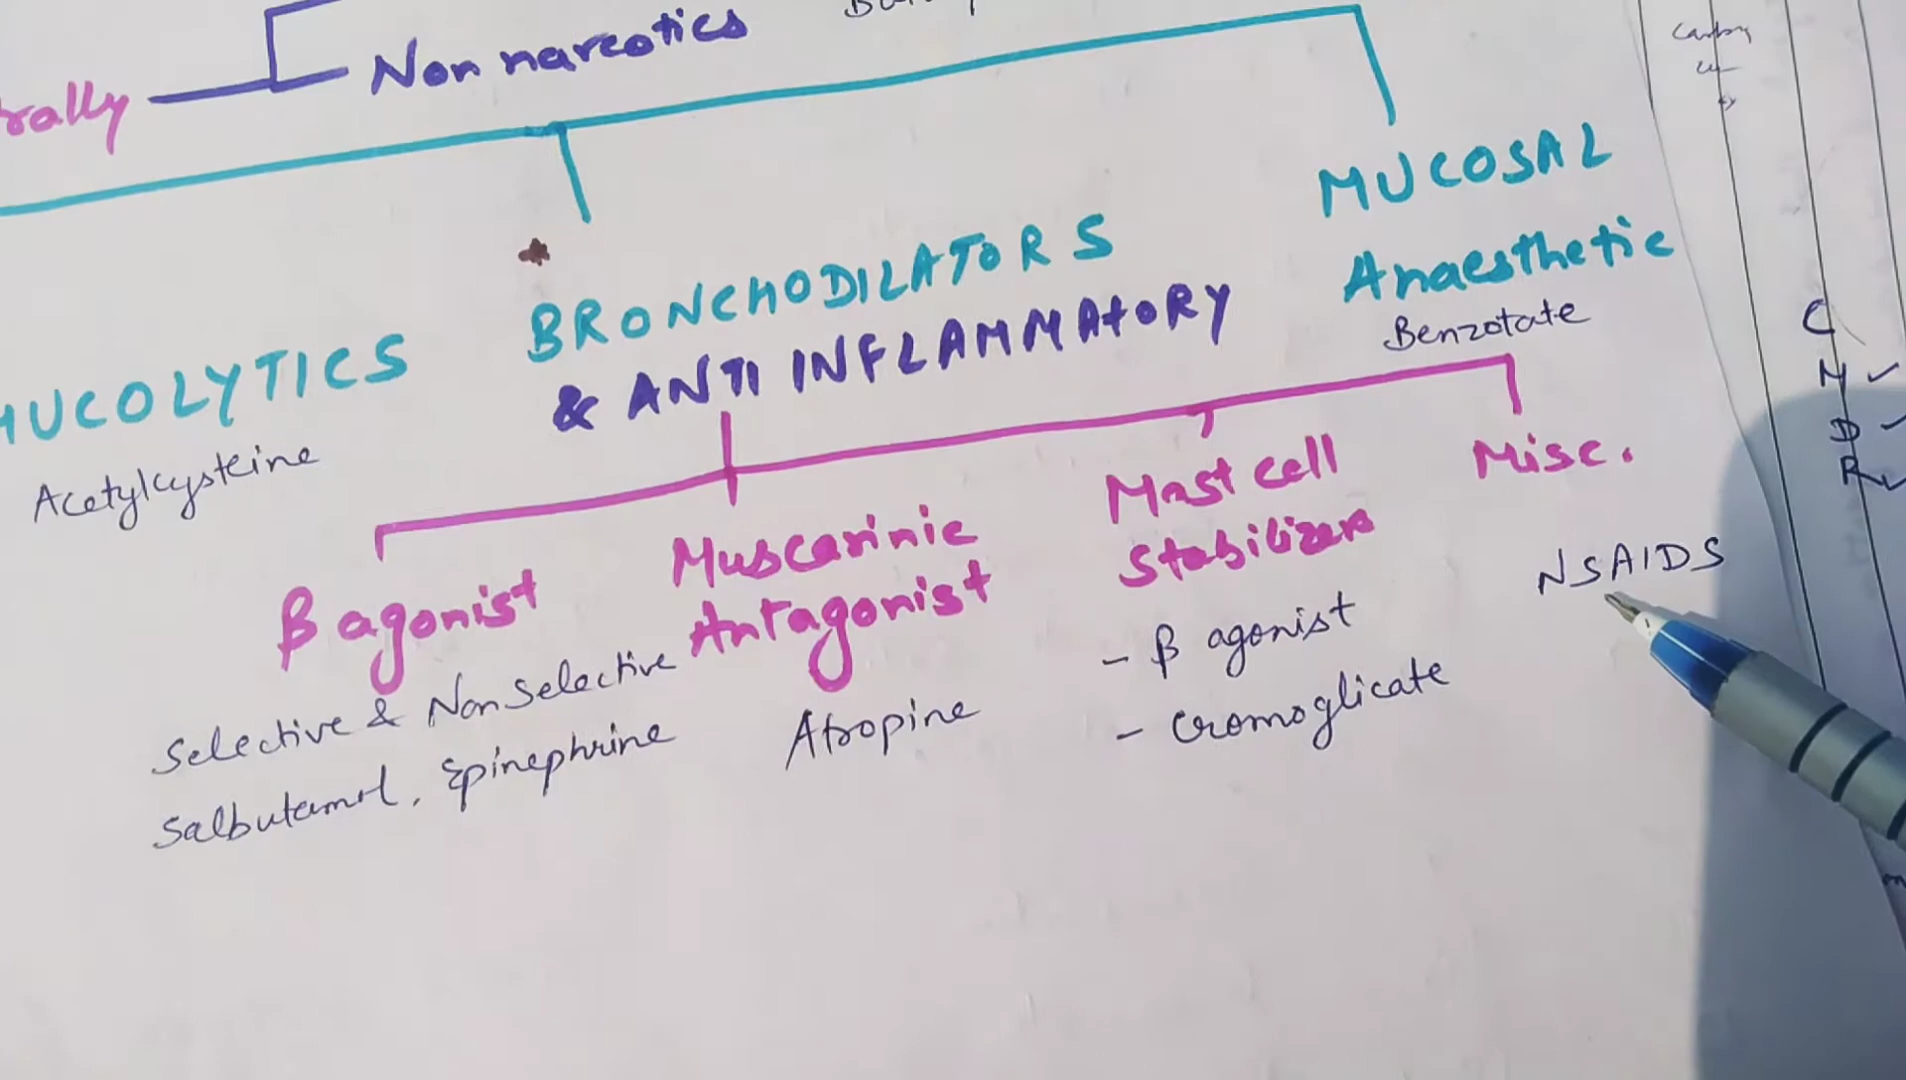 Non narcotics
rally
MUCOSAL
Anaesthetic
Benzotate
BRONCHODILATORS
& ANTI INFLAMMATORY
MUCOLYTICS
Acetylcysteine
β agonist
Selective & Non Selective
Salbutamol, Epinephrine
Muscarinic
Antagonist
Atropine
Mast cell
Stabilizers
- β agonist
- Cromoglicate
Misc.
NSAIDS
C
M ✓
D ✓
R ✓